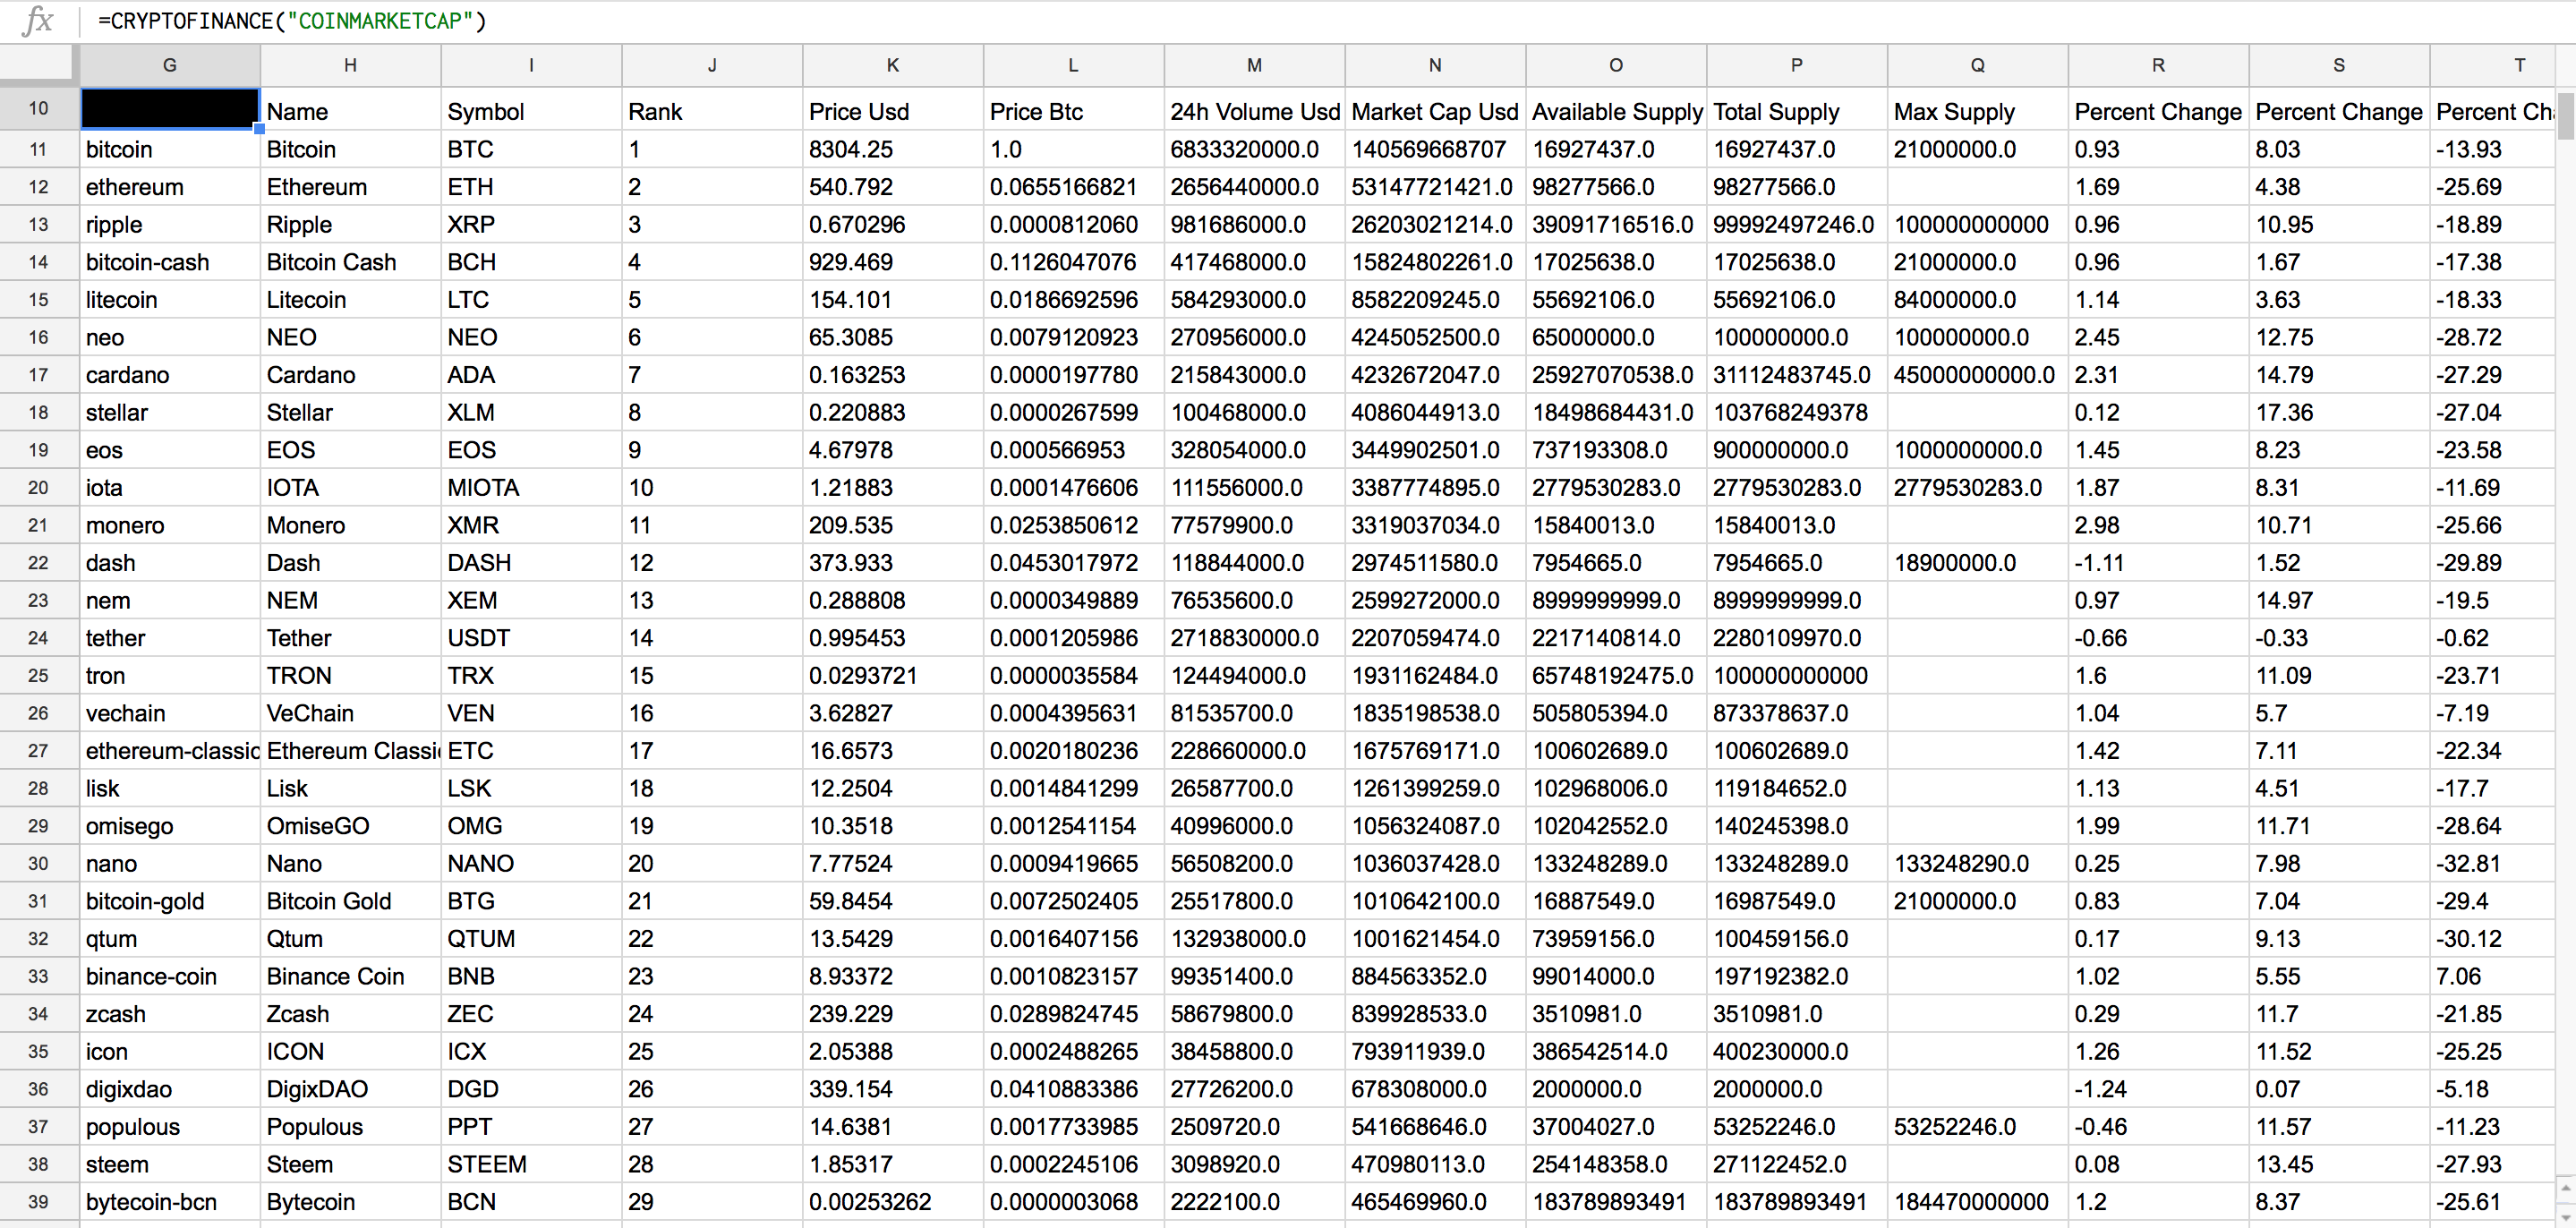 fx =CRYPTOFINANCE("COINMARKETCAP")
G H I J K L M N O P Q R S T
10 Name Symbol Rank Price Usd Price Btc 24h Volume Usd Market Cap Usd Available Supply Total Supply Max Supply Percent Change Percent Change Percent Ch
11 bitcoin Bitcoin BTC 1 8304.25 1.0 6833320000.0 140569668707 16927437.0 16927437.0 21000000.0 0.93 8.03 -13.93
12 ethereum Ethereum ETH 2 540.792 0.0655166821 2656440000.0 53147721421.0 98277566.0 98277566.0 1.69 4.38 -25.69
13 ripple Ripple XRP 3 0.670296 0.0000812060 981686000.0 26203021214.0 39091716516.0 99992497246.0 100000000000 0.96 10.95 -18.89
14 bitcoin-cash Bitcoin Cash BCH 4 929.469 0.1126047076 417468000.0 15824802261.0 17025638.0 17025638.0 21000000.0 0.96 1.67 -17.38
15 litecoin Litecoin LTC 5 154.101 0.0186692596 584293000.0 8582209245.0 55692106.0 55692106.0 84000000.0 1.14 3.63 -18.33
16 neo NEO NEO 6 65.3085 0.0079120923 270956000.0 4245052500.0 65000000.0 100000000.0 100000000.0 2.45 12.75 -28.72
17 cardano Cardano ADA 7 0.163253 0.0000197780 215843000.0 4232672047.0 25927070538.0 31112483745.0 45000000000.0 2.31 14.79 -27.29
18 stellar Stellar XLM 8 0.220883 0.0000267599 100468000.0 4086044913.0 18498684431.0 103768249378 0.12 17.36 -27.04
19 eos EOS EOS 9 4.67978 0.000566953 328054000.0 3449902501.0 737193308.0 900000000.0 1000000000.0 1.45 8.23 -23.58
20 iota IOTA MIOTA 10 1.21883 0.0001476606 111556000.0 3387774895.0 2779530283.0 2779530283.0 2779530283.0 1.87 8.31 -11.69
21 monero Monero XMR 11 209.535 0.0253850612 77579900.0 3319037034.0 15840013.0 15840013.0 2.98 10.71 -25.66
22 dash Dash DASH 12 373.933 0.0453017972 118844000.0 2974511580.0 7954665.0 7954665.0 18900000.0 -1.11 1.52 -29.89
23 nem NEM XEM 13 0.288808 0.0000349889 76535600.0 2599272000.0 8999999999.0 8999999999.0 0.97 14.97 -19.5
24 tether Tether USDT 14 0.995453 0.0001205986 2718830000.0 2207059474.0 2217140814.0 2280109970.0 -0.66 -0.33 -0.62
25 tron TRON TRX 15 0.0293721 0.0000035584 124494000.0 1931162484.0 65748192475.0 100000000000 1.6 11.09 -23.71
26 vechain VeChain VEN 16 3.62827 0.0004395631 81535700.0 1835198538.0 505805394.0 873378637.0 1.04 5.7 -7.19
27 ethereum-classic Ethereum Classi ETC 17 16.6573 0.0020180236 228660000.0 1675769171.0 100602689.0 100602689.0 1.42 7.11 -22.34
28 lisk Lisk LSK 18 12.2504 0.0014841299 26587700.0 1261399259.0 102968006.0 119184652.0 1.13 4.51 -17.7
29 omisego OmiseGO OMG 19 10.3518 0.0012541154 40996000.0 1056324087.0 102042552.0 140245398.0 1.99 11.71 -28.64
30 nano Nano NANO 20 7.77524 0.0009419665 56508200.0 1036037428.0 133248289.0 133248289.0 133248290.0 0.25 7.98 -32.81
31 bitcoin-gold Bitcoin Gold BTG 21 59.8454 0.0072502405 25517800.0 1010642100.0 16887549.0 16987549.0 21000000.0 0.83 7.04 -29.4
32 qtum Qtum QTUM 22 13.5429 0.0016407156 132938000.0 1001621454.0 73959156.0 100459156.0 0.17 9.13 -30.12
33 binance-coin Binance Coin BNB 23 8.93372 0.0010823157 99351400.0 884563352.0 99014000.0 197192382.0 1.02 5.55 7.06
34 zcash Zcash ZEC 24 239.229 0.0289824745 58679800.0 839928533.0 3510981.0 3510981.0 0.29 11.7 -21.85
35 icon ICON ICX 25 2.05388 0.0002488265 38458800.0 793911939.0 386542514.0 400230000.0 1.26 11.52 -25.25
36 digixdao DigixDAO DGD 26 339.154 0.0410883386 27726200.0 678308000.0 2000000.0 2000000.0 -1.24 0.07 -5.18
37 populous Populous PPT 27 14.6381 0.0017733985 2509720.0 541668646.0 37004027.0 53252246.0 53252246.0 -0.46 11.57 -11.23
38 steem Steem STEEM 28 1.85317 0.0002245106 3098920.0 470980113.0 254148358.0 271122452.0 0.08 13.45 -27.93
39 bytecoin-bcn Bytecoin BCN 29 0.00253262 0.0000003068 2222100.0 465469960.0 183789893491 183789893491 184470000000 1.2 8.37 -25.61